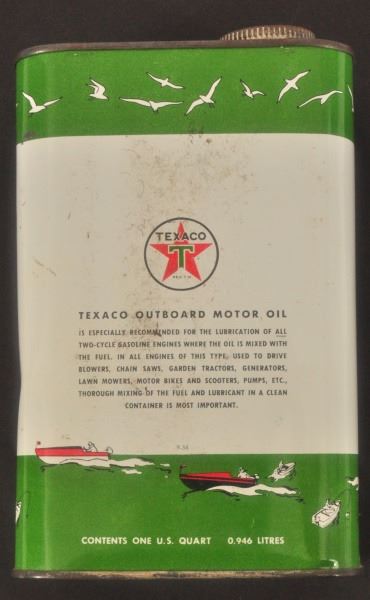 TEXACO
T
TEXACO OUTBOARD MOTOR OIL
IS ESPECIALLY RECOMMENDED FOR THE LUBRICATION OF ALL
TWO-CYCLE GASOLINE ENGINES WHERE THE OIL IS MIXED WITH
THE FUEL. IN ALL ENGINES OF THIS TYPE, USED TO DRIVE
BLOWERS, CHAIN SAWS, GARDEN TRACTORS, GENERATORS,
LAWN MOWERS, MOTOR BIKES AND SCOOTERS, PUMPS, ETC.,
THOROUGH MIXING OF THE FUEL AND LUBRICANT IN A CLEAN
CONTAINER IS MOST IMPORTANT.
CONTENTS ONE U.S. QUART 0.946 LITRES